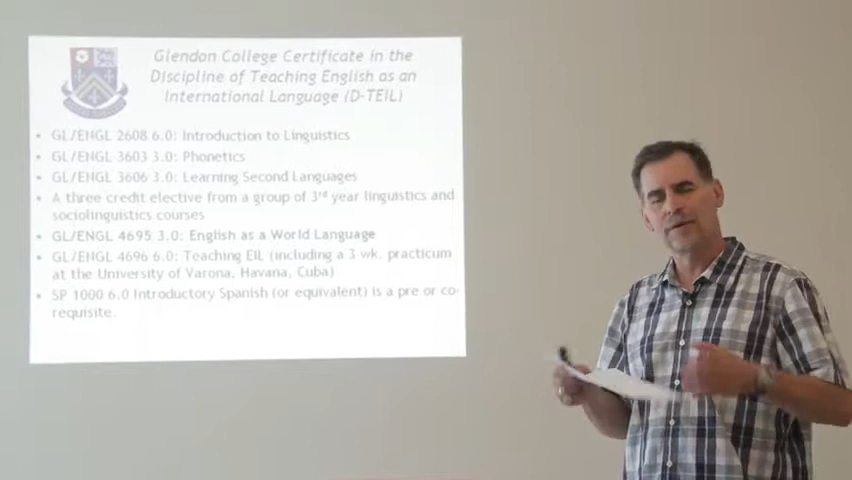 Glendon College Certificate in the
Discipline of Teaching English as an
International Language (D-TEIL)
• GL/ENGL 2608 6.0: Introduction to Linguistics
• GL/ENGL 3603 3.0: Phonetics
• GL/ENGL 3606 3.0: Learning Second Languages
• A three credit elective from a group of 3rd year linguistics and
sociolinguistics courses
• GL/ENGL 4695 3.0: English as a World Language
• GL/ENGL 4696 6.0: Teaching EIL (including a 3 wk. practicum
at the University of Varona, Havana, Cuba)
• SP 1000 6.0 Introductory Spanish (or equivalent) is a pre or co-
requisite.